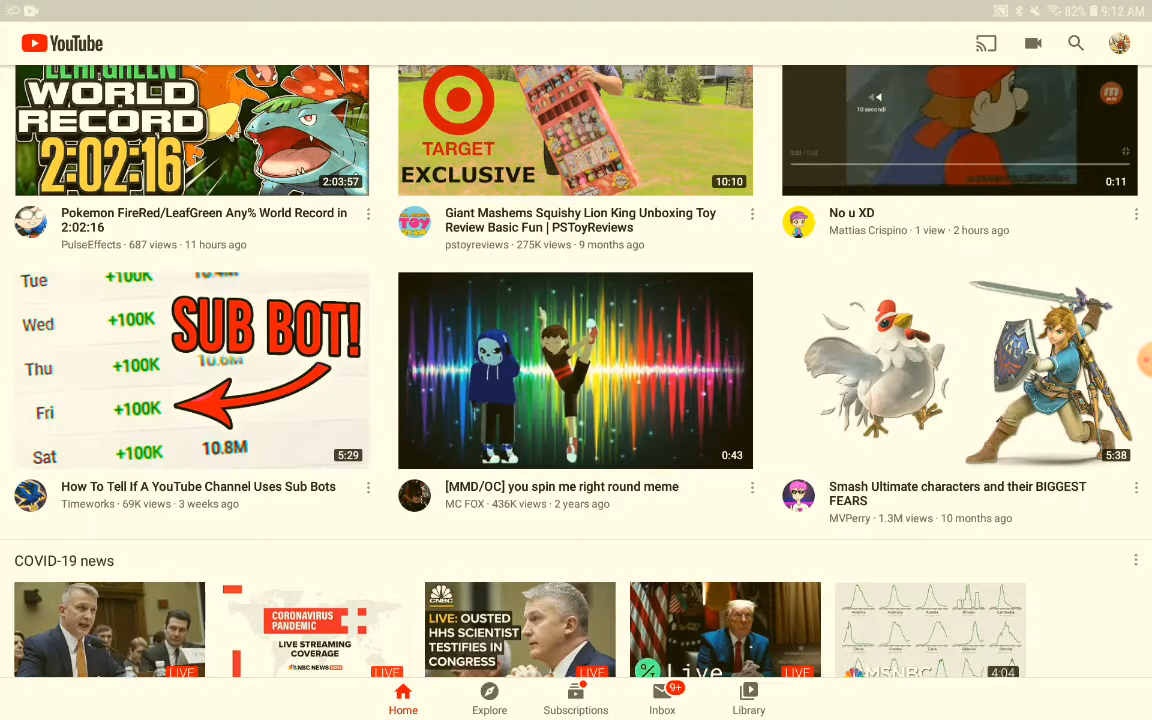 82% 9:12 AM
YouTube
LEAFGREEN
WORLD
RECORD
2:02:16
2:03:57
TARGET
EXCLUSIVE
10:10
10 seconds
0:11
Pokemon FireRed/LeafGreen Any% World Record in
2:02:16
PulseEffects · 687 views · 11 hours ago
Giant Mashems Squishy Lion King Unboxing Toy
Review Basic Fun | PSToyReviews
pstoyreviews · 275K views · 9 months ago
No u XD
Mattias Crispino · 1 view · 2 hours ago
Tue +100K 10.4M
Wed +100K
Thu +100K 10.6M
Fri +100K
Sat +100K 10.8M
SUB BOT!
5:29
0:43
5:38
How To Tell If A YouTube Channel Uses Sub Bots
Timeworks · 69K views · 3 weeks ago
[MMD/OC] you spin me right round meme
MC FOX · 436K views · 2 years ago
Smash Ultimate characters and their BIGGEST
FEARS
MVPerry · 1.3M views · 10 months ago
COVID-19 news
LIVE
CORONAVIRUS
PANDEMIC
LIVE STREAMING
COVERAGE
NBC NEWS NOW
LIVE
CNBC
LIVE: OUSTED
HHS SCIENTIST
TESTIFIES IN
CONGRESS
LIVE
Live
LIVE
MSNBC
4:04
Home
Explore
Subscriptions
9+
Inbox
Library